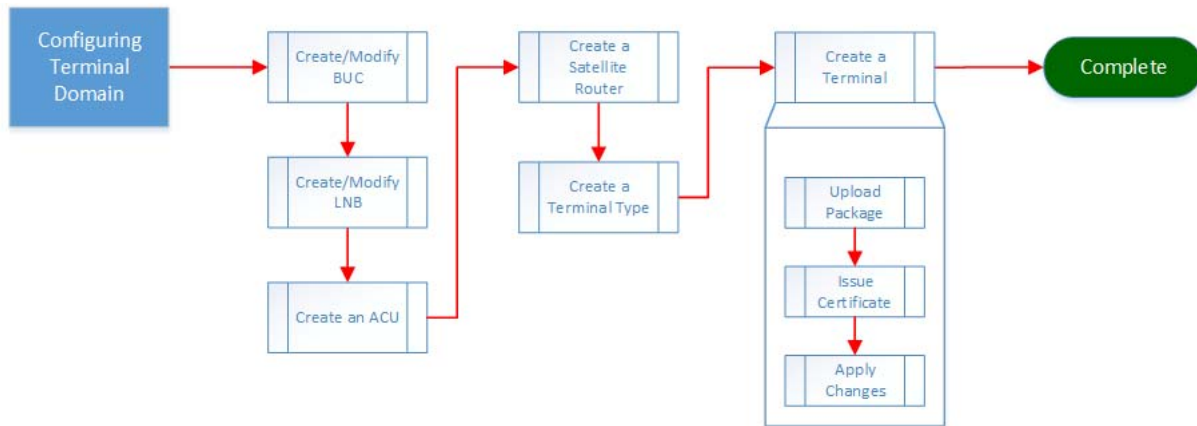 Configuring
Terminal
Domain
Create/Modify
BUC
Create/Modify
LNB
Create an ACU
Create a
Satellite
Router
Create a
Terminal Type
Create a
Terminal
Upload
Package
Issue
Certificate
Apply
Changes
Complete